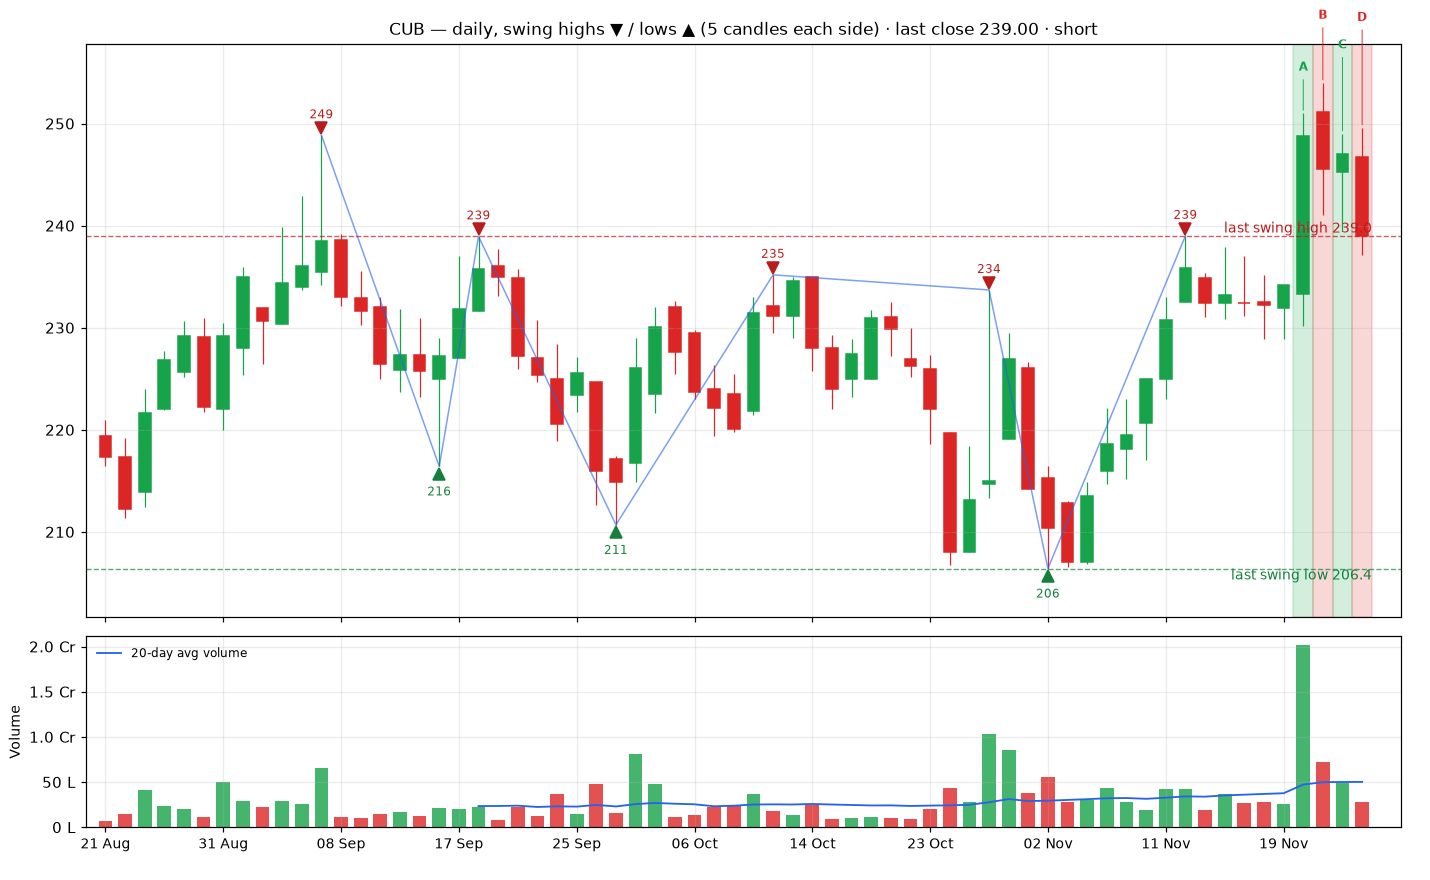 CUB — daily, swing highs ▼ / lows ▲ (5 candles each side) · last close 239.00 · short
B
D
C
A
250
240
230
220
210
249
239
235
234
239
216
211
206
last swing high 239.0
last swing low 206.4
2.0 Cr
1.5 Cr
1.0 Cr
50 L
0 L
Volume
20-day avg volume
21 Aug
31 Aug
08 Sep
17 Sep
25 Sep
06 Oct
14 Oct
23 Oct
02 Nov
11 Nov
19 Nov